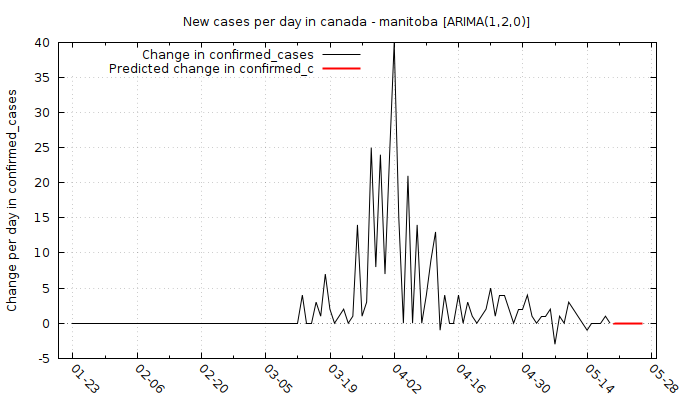 New cases per day in canada - manitoba [ARIMA(1,2,0)]
Change in confirmed_cases
Predicted change in confirmed_c
Change per day in confirmed_cases
40
35
30
25
20
15
10
5
0
-5
01-23 02-06 02-20 03-05 03-19 04-02 04-16 04-30 05-14 05-28